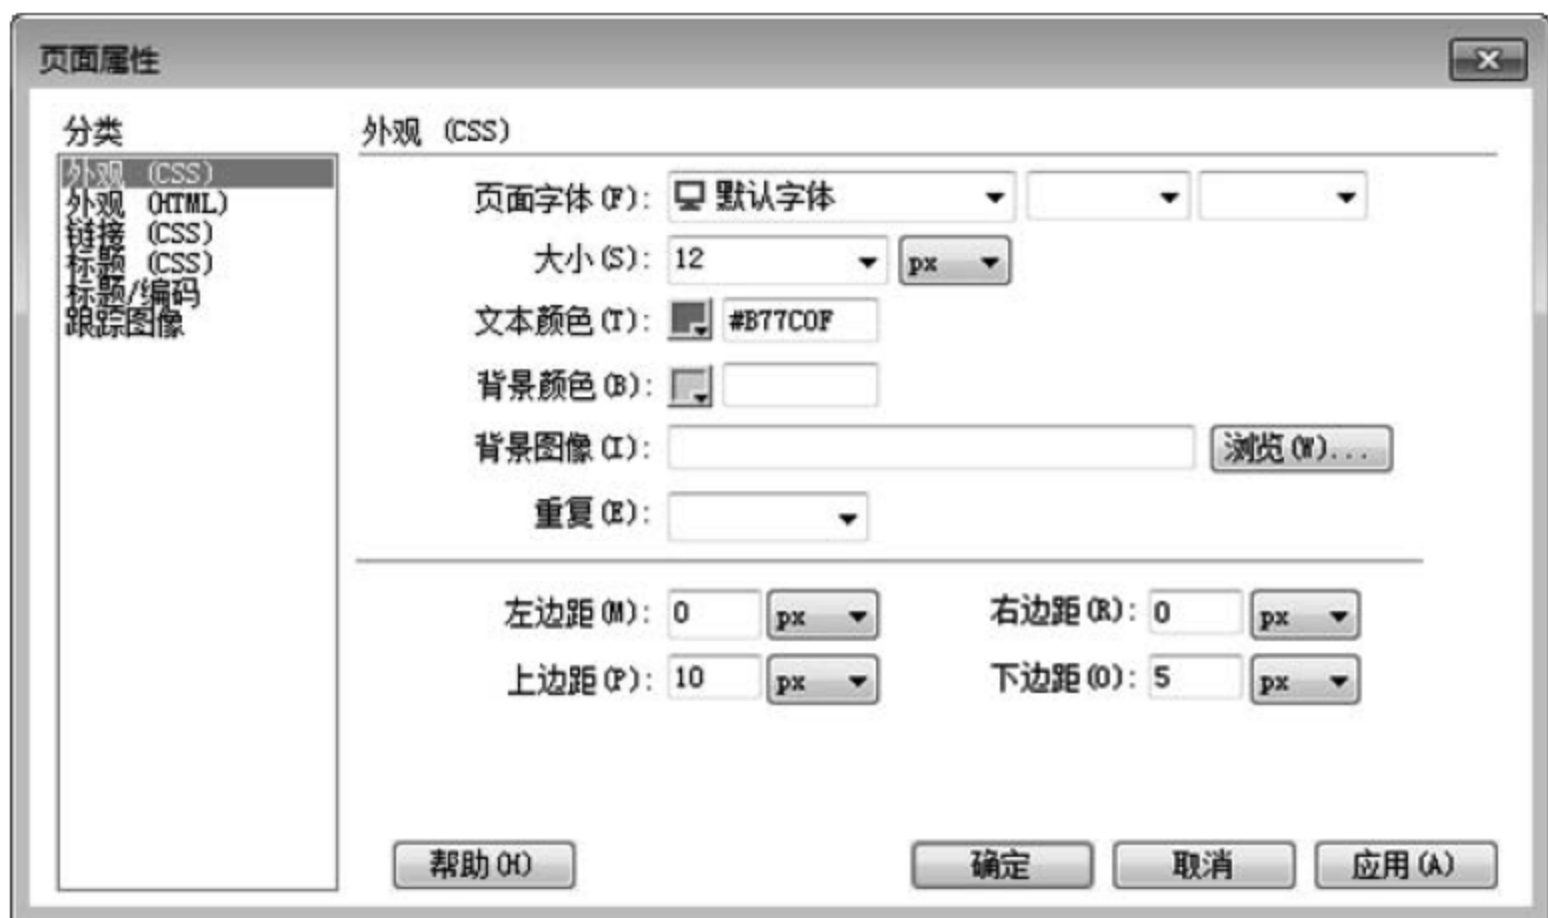 页面属性
分类
外观 (CSS)
外观 (HTML)
链接 (CSS)
标题 (CSS)
标题/编码
跟踪图像
外观 (CSS)
页面字体(F): 默认字体
大小(S): 12 px
文本颜色(T): #B77C0F
背景颜色(B):
背景图像(I): 浏览(W)...
重复(E):
左边距(M): 0 px 右边距(R): 0 px
上边距(P): 10 px 下边距(O): 5 px
帮助(H) 确定 取消 应用(A)